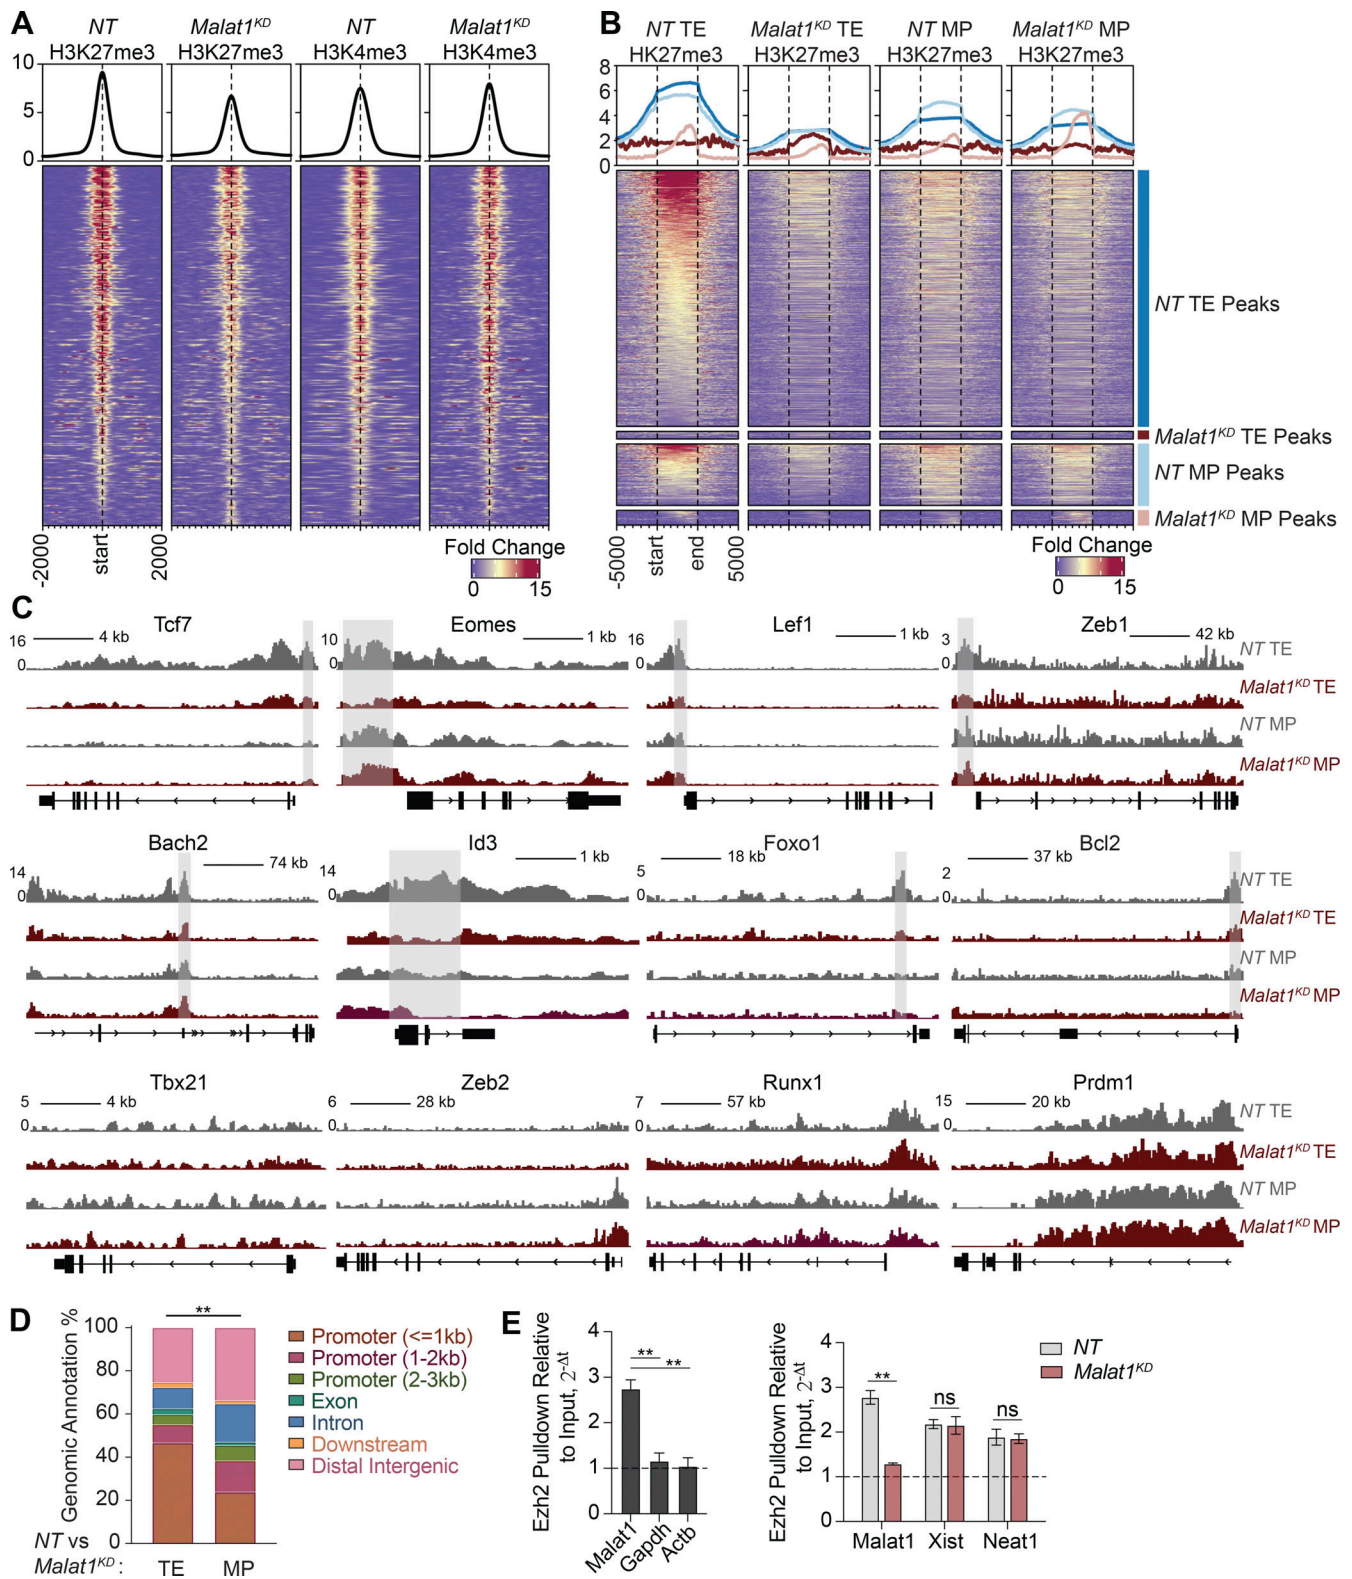 A
NT Malat1KD NT Malat1KD
H3K27me3 H3K27me3 H3K4me3 H3K4me3
10
5
0
-2000 start 2000
Fold Change
0 15
B
NT TE Malat1KD TE NT MP Malat1KD MP
HK27me3 H3K27me3 H3K27me3 H3K27me3
8
6
4
2
0
NT TE Peaks
Malat1KD TE Peaks
NT MP Peaks
Malat1KD MP Peaks
-5000 start end 5000
Fold Change
0 15
C
Tcf7 Eomes Lef1 Zeb1
16 4 kb 10 1 kb 16 1 kb 3 42 kb NT TE
0 0 0 0
Malat1KD TE
NT MP
Malat1KD MP
Bach2 Id3 Foxo1 Bcl2
14 74 kb 14 1 kb 5 18 kb 2 37 kb NT TE
0 0 0 0
Malat1KD TE
NT MP
Malat1KD MP
Tbx21 Zeb2 Runx1 Prdm1
5 4 kb 6 28 kb 7 57 kb 15 20 kb NT TE
0 0 0 0
Malat1KD TE
NT MP
Malat1KD MP
D
Genomic Annotation %
100
80
60
40
20
0
**
NT vs
Malat1KD : TE MP
Promoter (<=1kb)
Promoter (1-2kb)
Promoter (2-3kb)
Exon
Intron
Downstream
Distal Intergenic
E
Ezh2 Pulldown Relative
to Input, 2-Δt
4
3
2
1
0
**
**
Malat1 Gapdh Actb
Ezh2 Pulldown Relative
to Input, 2-Δt
4
3
2
1
0
** ns ns
Malat1 Xist Neat1
NT
Malat1KD